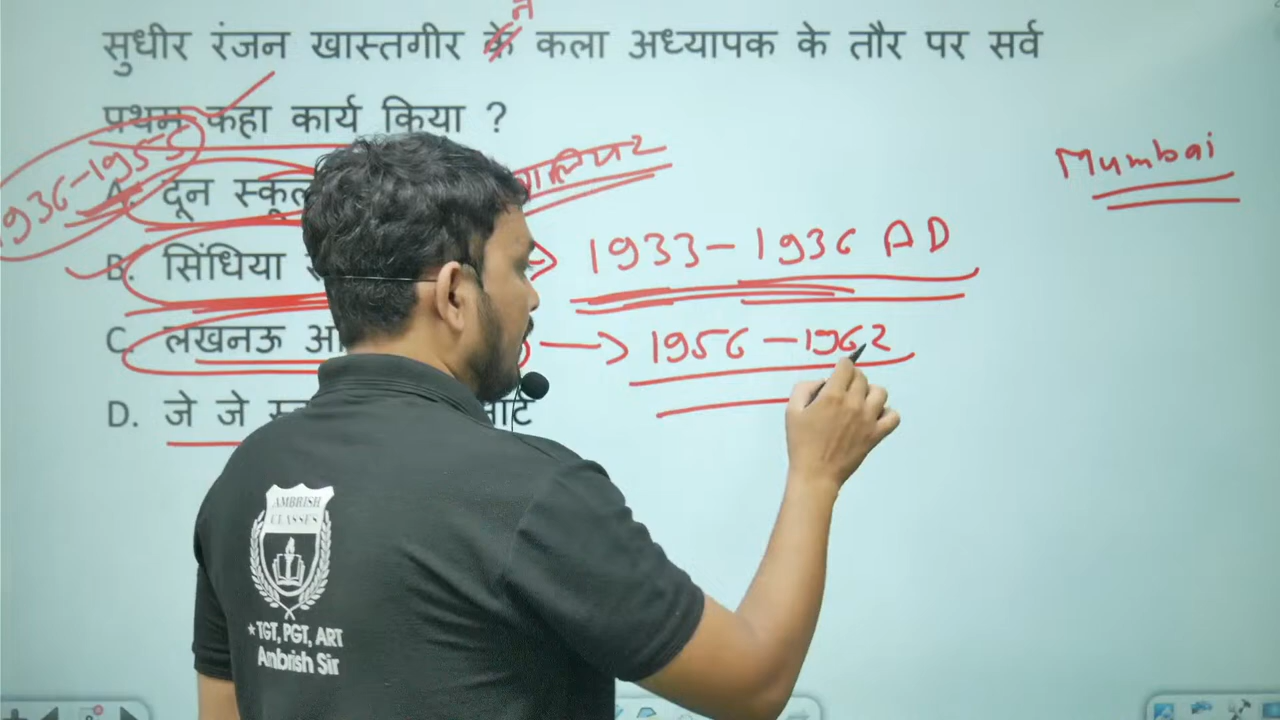 सुधीर रंजन खास्तगीर के ने कला अध्यापक के तौर पर सर्व
प्रथम कहा कार्य किया ?
1936-1955
Mumbai
A. दून स्कूल
B. सिंधिया
1933-1936 AD
C. लखनऊ
1956-1962
D. जे जे
AMBRISH
CLASSES
★ TGT, PGT, ART
Ambrish Sir